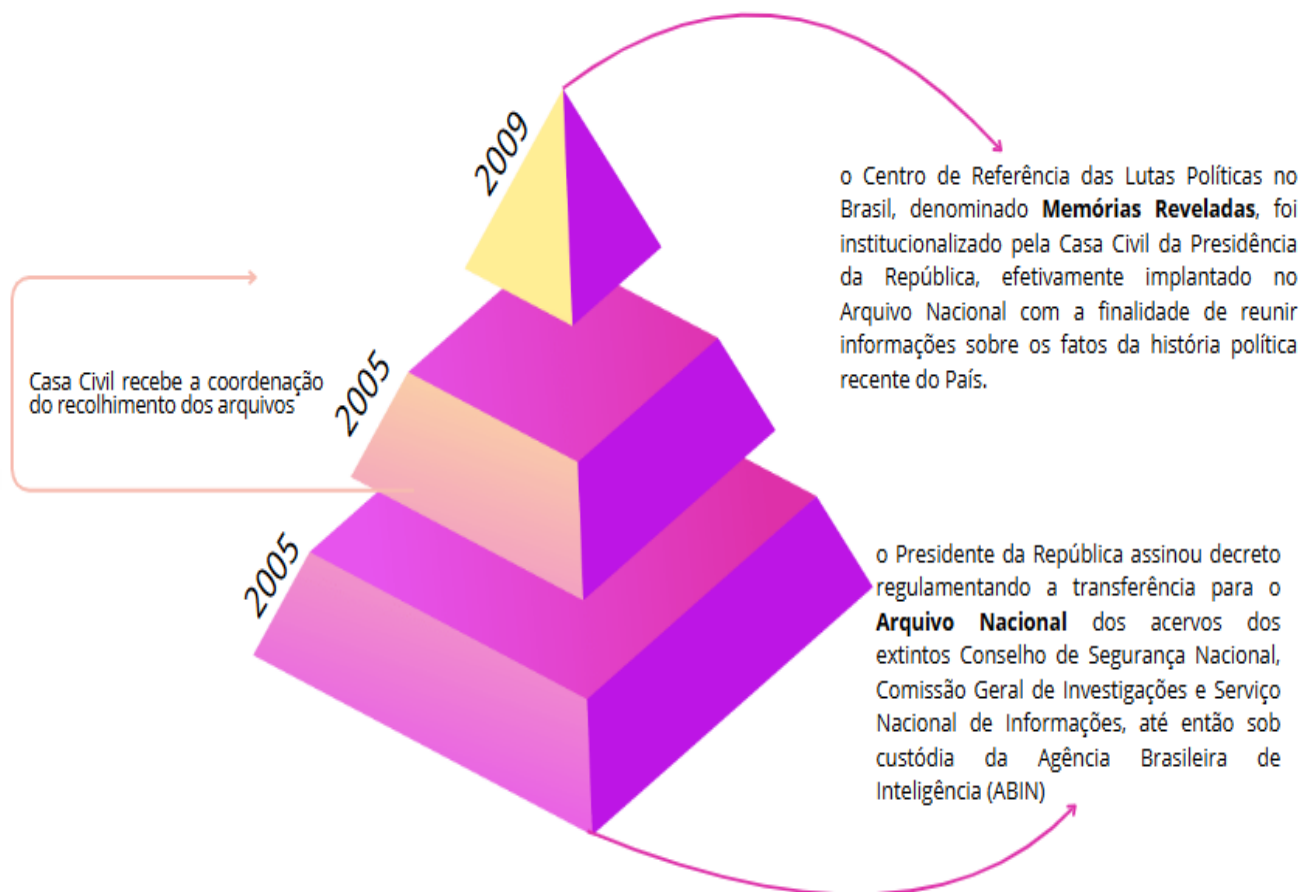 2009
o Centro de Referência das Lutas Políticas no
Brasil, denominado Memórias Reveladas, foi
institucionalizado pela Casa Civil da Presidência
da República, efetivamente implantado no
Arquivo Nacional com a finalidade de reunir
informações sobre os fatos da história política
recente do País.
2005
Casa Civil recebe a coordenação
do recolhimento dos arquivos
2005
o Presidente da República assinou decreto
regulamentando a transferência para o
Arquivo Nacional dos acervos dos
extintos Conselho de Segurança Nacional,
Comissão Geral de Investigações e Serviço
Nacional de Informações, até então sob
custódia da Agência Brasileira de
Inteligência (ABIN)